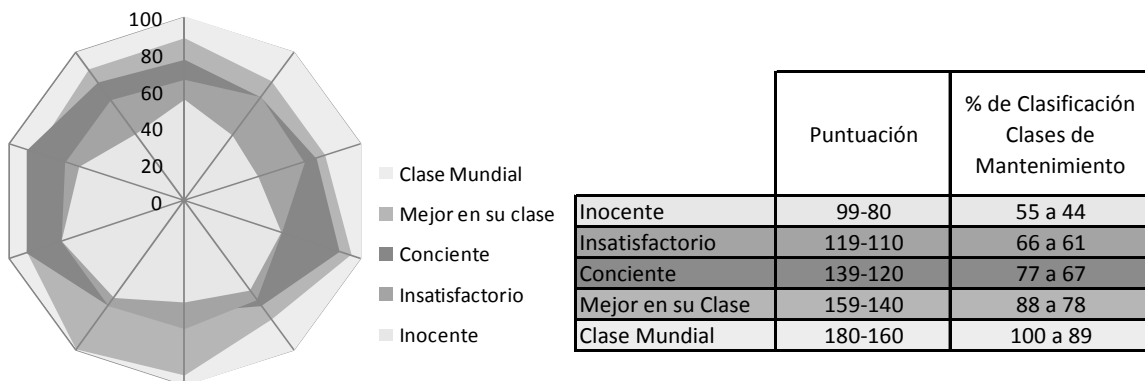 100
80
60
40
20
0
Clase Mundial
Mejor en su clase
Conciente
Insatisfactorio
Inocente
Puntuación
% de Clasificación
Clases de
Mantenimiento
Inocente 99-80 55 a 44
Insatisfactorio 119-110 66 a 61
Conciente 139-120 77 a 67
Mejor en su Clase 159-140 88 a 78
Clase Mundial 180-160 100 a 89